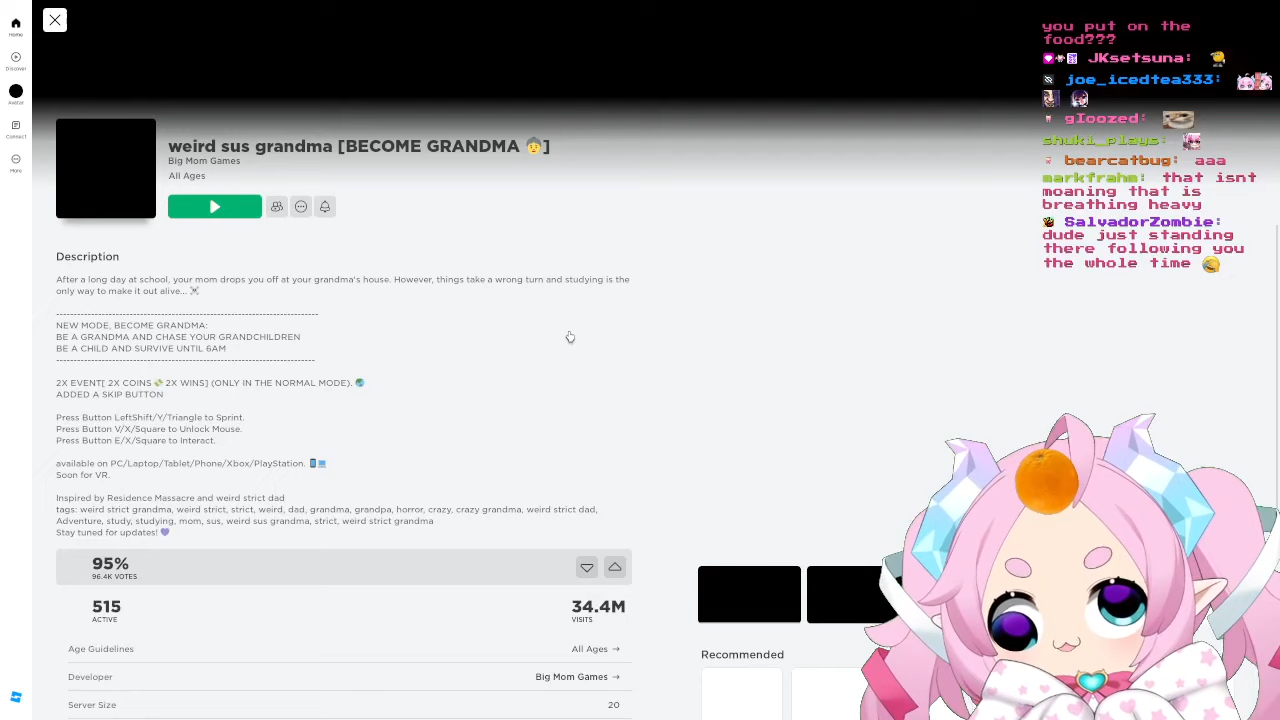 Home
Discover
Avatar
Connect
More
weird sus grandma [BECOME GRANDMA 👵]
Big Mom Games
All Ages
Description
After a long day at school, your mom drops you off at your grandma's house. However, things take a wrong turn and studying is the
only way to make it out alive... ☠️
--------------------------------------------------------------------------------
NEW MODE, BECOME GRANDMA:
BE A GRANDMA AND CHASE YOUR GRANDCHILDREN
BE A CHILD AND SURVIVE UNTIL 6AM
-------------------------------------------------------------------------------
2X EVENT[ 2X COINS 💸 2X WINS] (ONLY IN THE NORMAL MODE). 🌏
ADDED A SKIP BUTTON
Press Button LeftShift/Y/Triangle to Sprint.
Press Button V/X/Square to Unlock Mouse.
Press Button E/X/Square to Interact.
available on PC/Laptop/Tablet/Phone/Xbox/PlayStation. 📱💻
Soon for VR.
Inspired by Residence Massacre and weird strict dad
tags: weird strict grandma, weird strict, strict, weird, dad, grandma, grandpa, horror, crazy, crazy grandma, weird strict dad,
Adventure, study, studying, mom, sus, weird sus grandma, strict, weird strict grandma
Stay tuned for updates! 💜
95%
96.4K VOTES
515
ACTIVE
34.4M
VISITS
Age Guidelines
All Ages →
Developer
Big Mom Games →
Server Size
20
Recommended
you put on the
food???
JKsetsuna:
joe_icedtea333:
gIoozed:
shuki_plays:
bearcatbug: aaa
markfrahm: that isnt
moaning that is
breathing heavy
SalvadorZombie:
dude just standing
there following you
the whole time